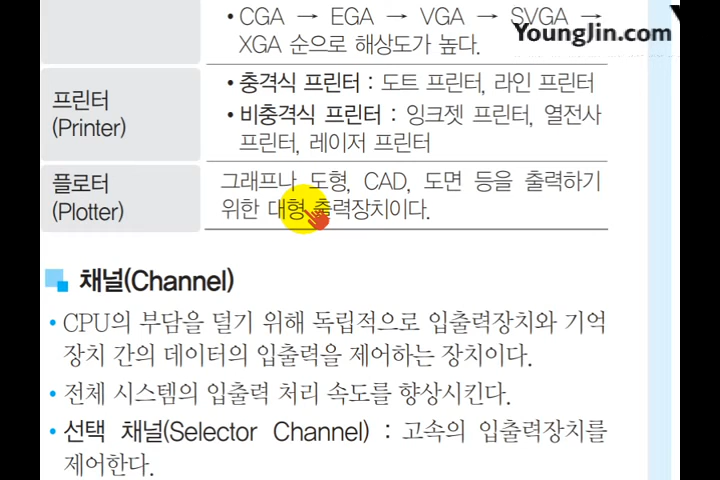 • CGA → EGA → VGA → SVGA →
XGA 순으로 해상도가 높다.
YoungJin.com
프린터
(Printer)
• 충격식 프린터 : 도트 프린터, 라인 프린터
• 비충격식 프린터 : 잉크젯 프린터, 열전사
프린터, 레이저 프린터
플로터
(Plotter)
그래프나 도형, CAD, 도면 등을 출력하기
위한 대형 출력장치이다.
채널(Channel)
• CPU의 부담을 덜기 위해 독립적으로 입출력장치와 기억
장치 간의 데이터의 입출력을 제어하는 장치이다.
• 전체 시스템의 입출력 처리 속도를 향상시킨다.
• 선택 채널(Selector Channel) : 고속의 입출력장치를
제어한다.